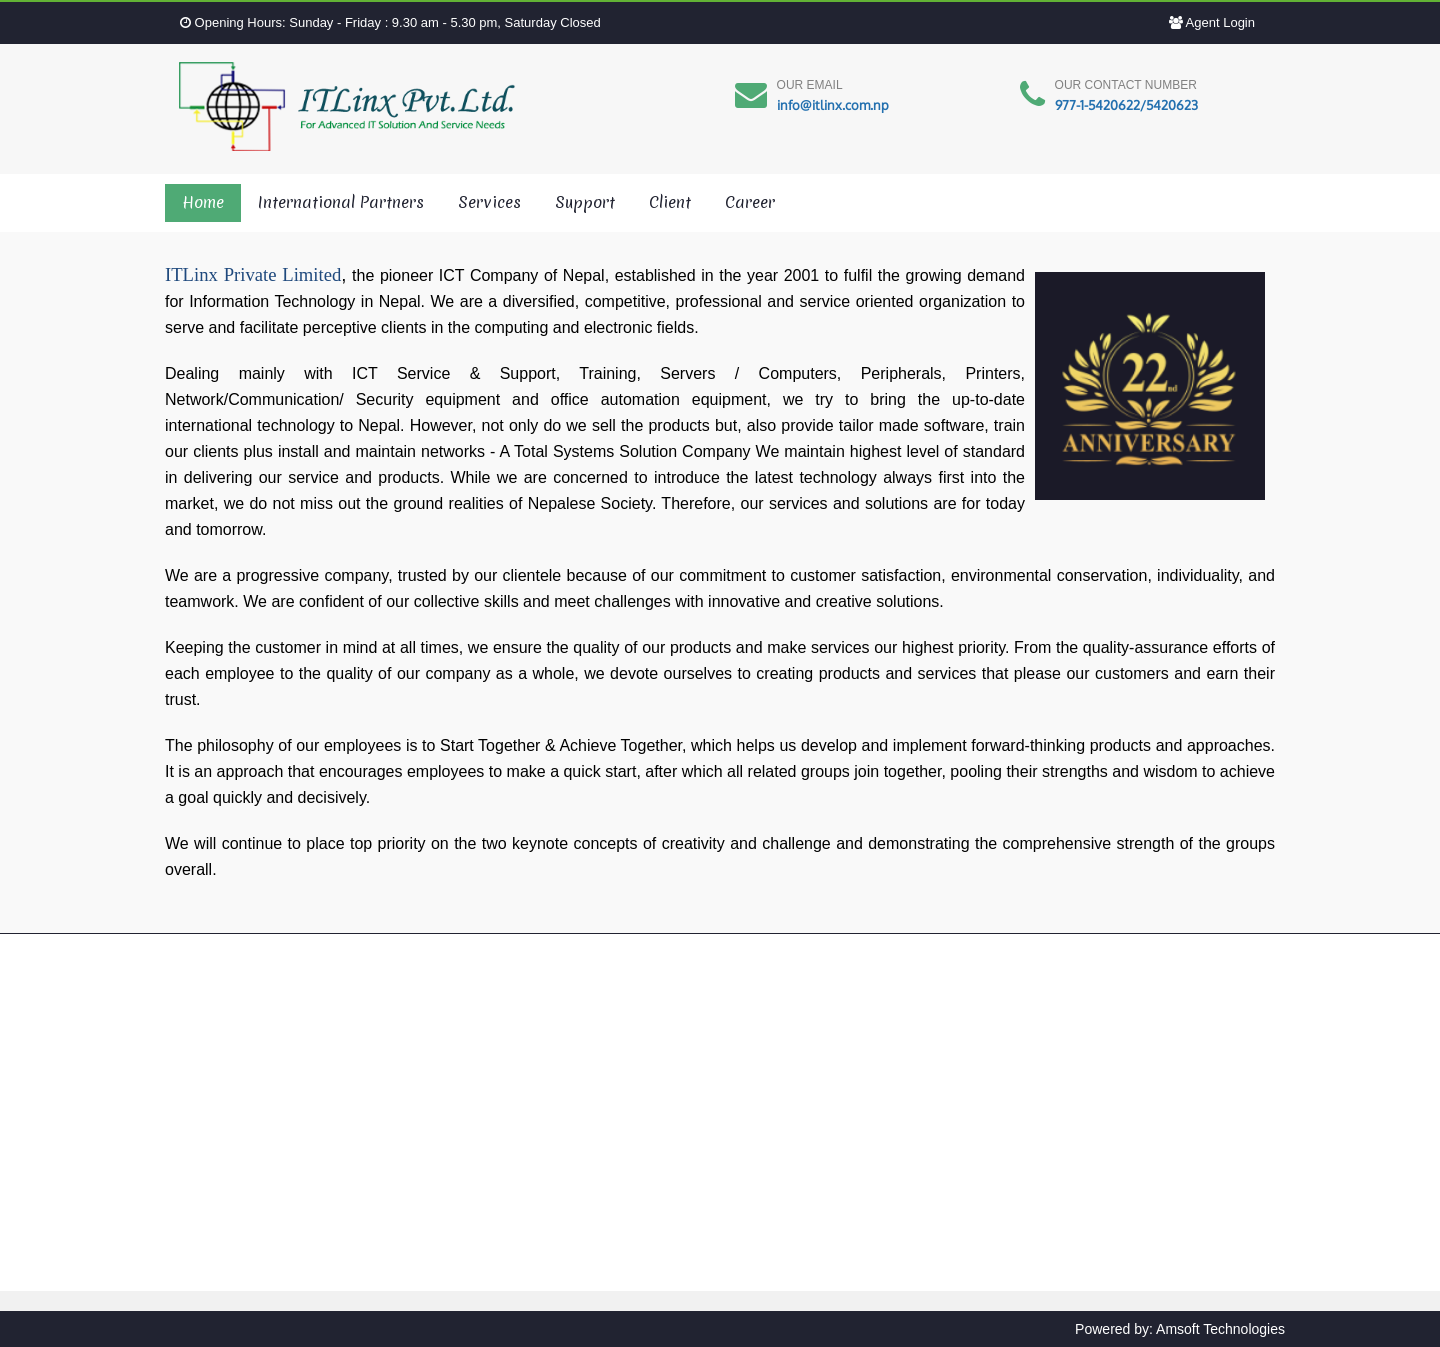 Opening Hours: Sunday - Friday : 9.30 am - 5.30 pm, Saturday Closed
Agent Login
ITLinx Pvt.Ltd.
For Advanced IT Solution And Service Needs
OUR EMAIL
info@itlinx.com.np
OUR CONTACT NUMBER
977-1-5420622/5420623
Home
International Partners
Services
Support
Client
Career
ITLinx Private Limited, the pioneer ICT Company of Nepal, established in the year 2001 to fulfil the growing demand
for Information Technology in Nepal. We are a diversified, competitive, professional and service oriented organization to
serve and facilitate perceptive clients in the computing and electronic fields.
22nd
ANNIVERSARY
Dealing mainly with ICT Service & Support, Training, Servers / Computers, Peripherals, Printers,
Network/Communication/ Security equipment and office automation equipment, we try to bring the up-to-date
international technology to Nepal. However, not only do we sell the products but, also provide tailor made software, train
our clients plus install and maintain networks - A Total Systems Solution Company We maintain highest level of standard
in delivering our service and products. While we are concerned to introduce the latest technology always first into the
market, we do not miss out the ground realities of Nepalese Society. Therefore, our services and solutions are for today
and tomorrow.
We are a progressive company, trusted by our clientele because of our commitment to customer satisfaction, environmental conservation, individuality, and
teamwork. We are confident of our collective skills and meet challenges with innovative and creative solutions.
Keeping the customer in mind at all times, we ensure the quality of our products and make services our highest priority. From the quality-assurance efforts of
each employee to the quality of our company as a whole, we devote ourselves to creating products and services that please our customers and earn their
trust.
The philosophy of our employees is to Start Together & Achieve Together, which helps us develop and implement forward-thinking products and approaches.
It is an approach that encourages employees to make a quick start, after which all related groups join together, pooling their strengths and wisdom to achieve
a goal quickly and decisively.
We will continue to place top priority on the two keynote concepts of creativity and challenge and demonstrating the comprehensive strength of the groups
overall.
Powered by: Amsoft Technologies